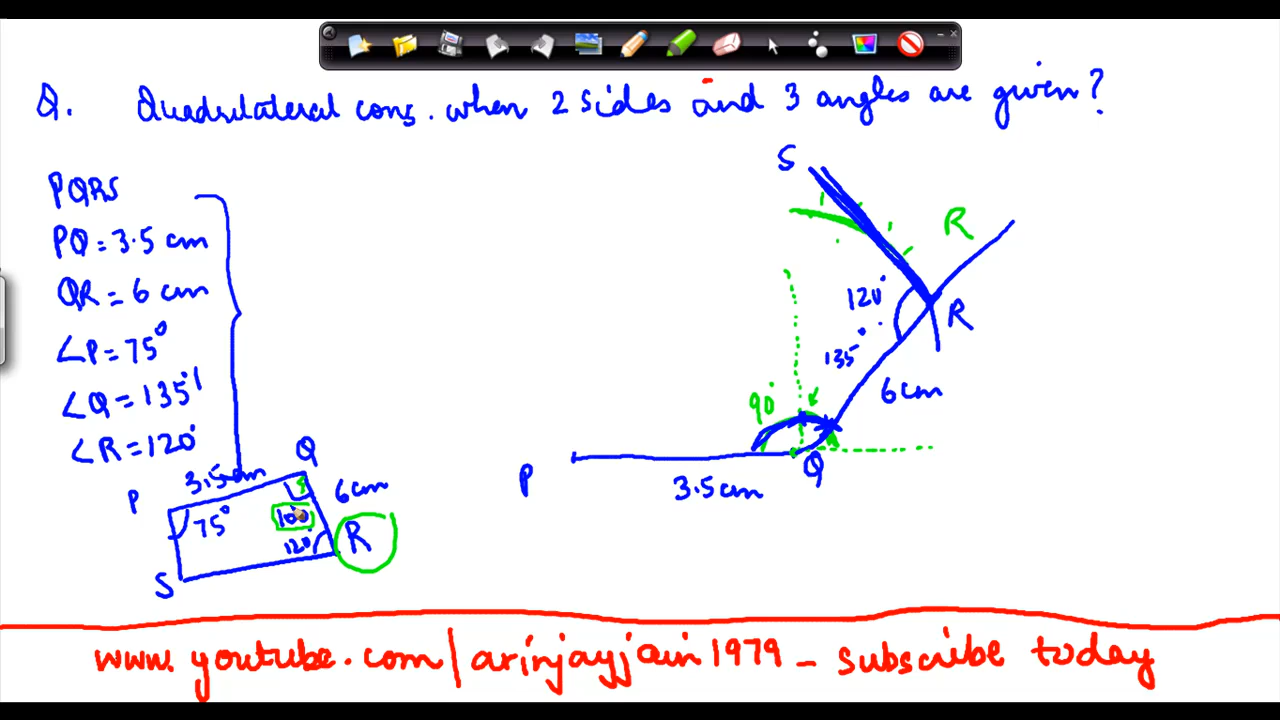 Q. Quadrilateral cons. when 2 sides and 3 angles are given?
PQRS
PQ = 3.5 cm
QR = 6 cm
∠P = 75°
∠Q = 135°
∠R = 120°
S
R
120°
R
135°
6cm
90°
P
Q
3.5cm
3.5cm
Q
P
6cm
75°
100
120°
R
S
www.youtube.com/arinjayjain1979 - subscribe today